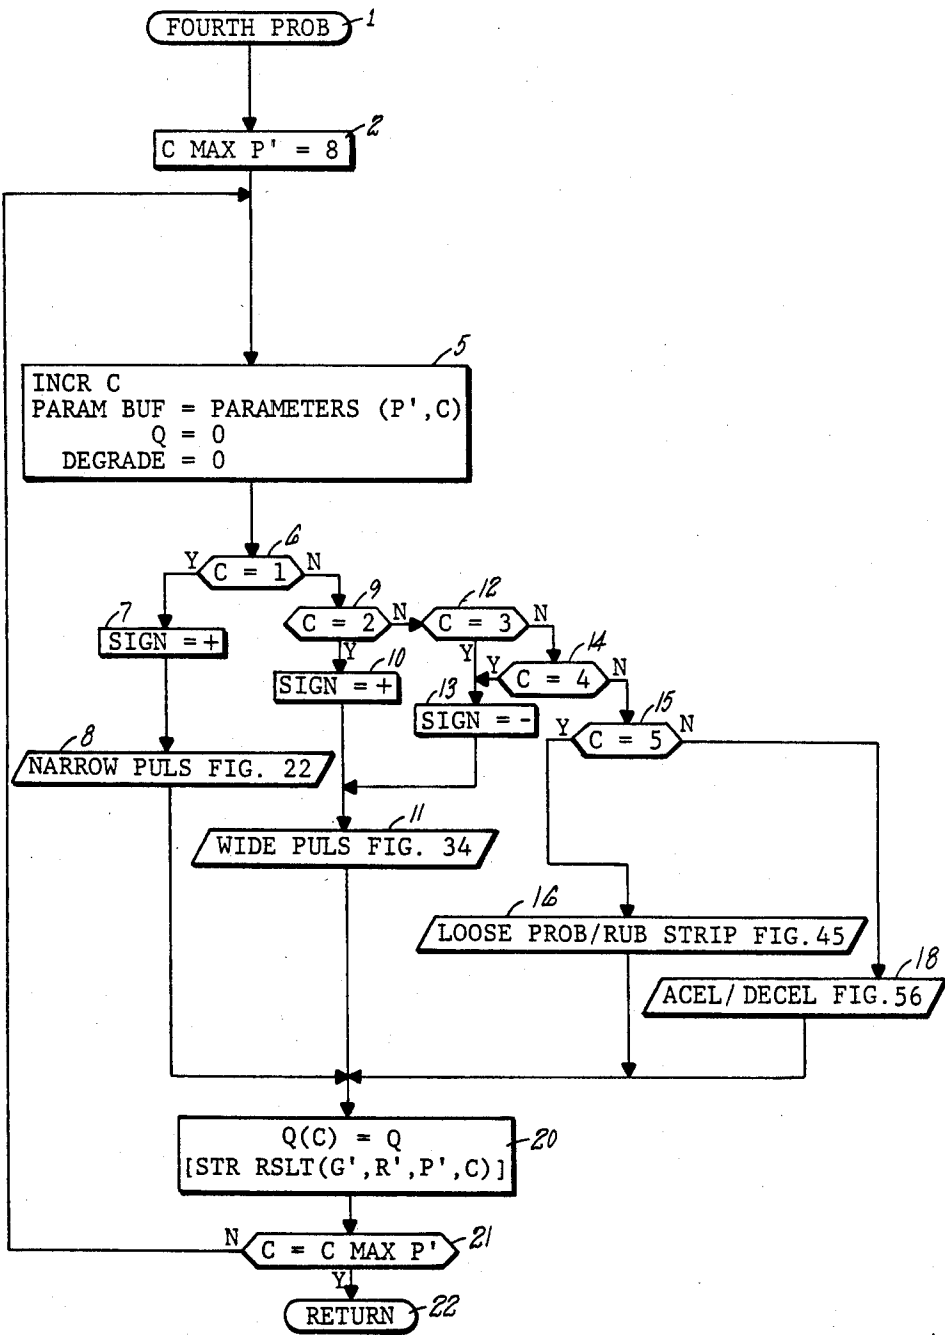 FOURTH PROB
1
2
C MAX P' = 8
5
INCR C
PARAM BUF = PARAMETERS (P',C)
Q = 0
DEGRADE = 0
6
Y
C = 1
N
7
SIGN = +
9
C = 2
N
Y
12
C = 3
N
Y
10
SIGN = +
14
Y
C = 4
N
13
SIGN = -
15
Y
C = 5
N
8
NARROW PULS FIG. 22
11
WIDE PULS FIG. 34
16
LOOSE PROB/RUB STRIP FIG.45
18
ACEL/DECEL FIG.56
Q(C) = Q
[STR RSLT(G',R',P',C)]
20
N
C = C MAX P'
21
Y
RETURN
22